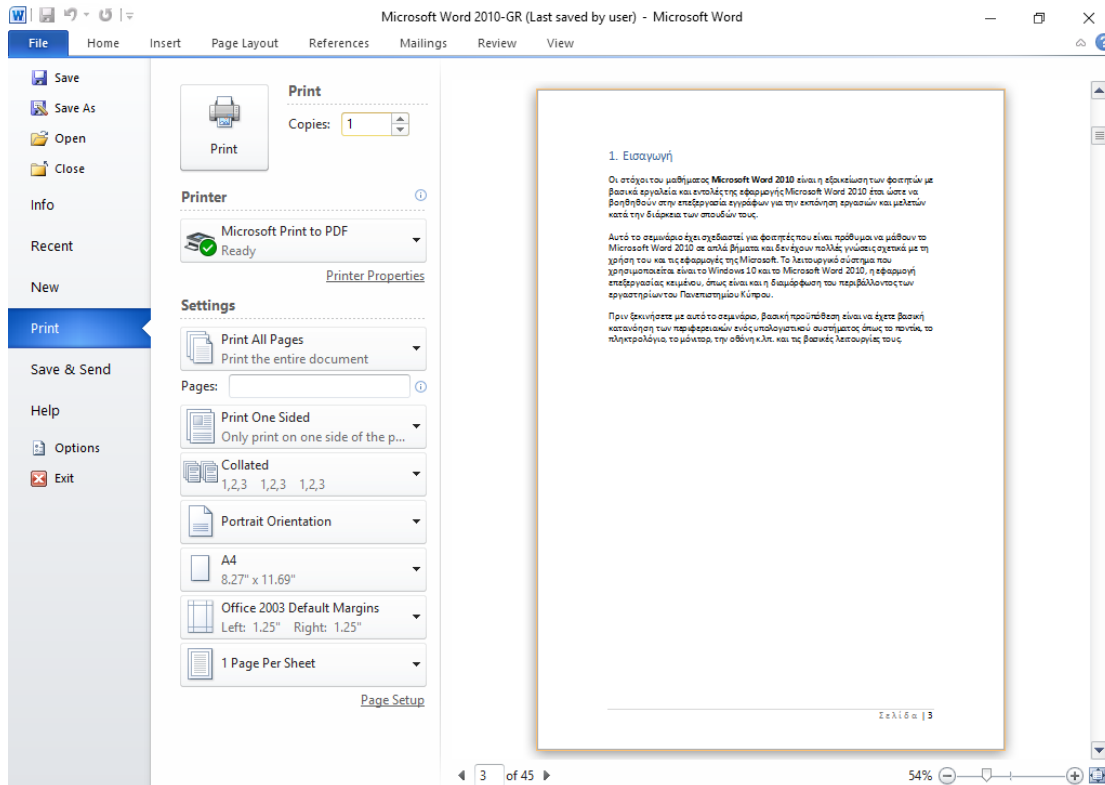 Microsoft Word 2010-GR (Last saved by user) - Microsoft Word
File Home Insert Page Layout References Mailings Review View
Save
Save As
Open
Close
Info
Recent
New
Print
Save & Send
Help
Options
Exit
Print
Print
Copies: 1
Printer
Microsoft Print to PDF
Ready
Printer Properties
Settings
Print All Pages
Print the entire document
Pages:
Print One Sided
Only print on one side of the p...
Collated
1,2,3 1,2,3 1,2,3
Portrait Orientation
A4
8.27" x 11.69"
Office 2003 Default Margins
Left: 1.25" Right: 1.25"
1 Page Per Sheet
Page Setup
1. Εισαγωγή
Οι στόχοι του μαθήματος Microsoft Word 2010 είναι η εξοικείωση των φοιτητών με
βασικά εργαλεία και εντολές της εφαρμογής Microsoft Word 2010 έτσι ώστε να
βοηθηθούν στην επεξεργασία εγγράφων για την εκπόνηση εργασιών και μελετών
κατά την διάρκεια των σπουδών τους.
Αυτό το σεμινάριο έχει σχεδιαστεί για φοιτητές που είναι πρόθυμοι να μάθουν το
Microsoft Word 2010 σε απλά βήματα και δεν έχουν πολλές γνώσεις σχετικά με τη
χρήση του και τις εφαρμογές της Microsoft. Το λειτουργικό σύστημα που
χρησιμοποιείται είναι το Windows 10 και το Microsoft Word 2010, η εφαρμογή
επεξεργασίας κειμένου, όπως είναι και η διαμόρφωση του περιβάλλοντος των
εργαστηρίων του Πανεπιστημίου Κύπρου.
Πριν ξεκινήσετε με αυτό το σεμινάριο, βασική προϋπόθεση είναι να έχετε βασική
κατανόηση των περιφερειακών ενός υπολογιστικού συστήματος όπως το ποντίκι, το
πληκτρολόγιο, το μόνιτορ, την οθόνη κ.λπ. και τις βασικές λειτουργίες τους.
Σελίδα | 3
3 of 45
54%